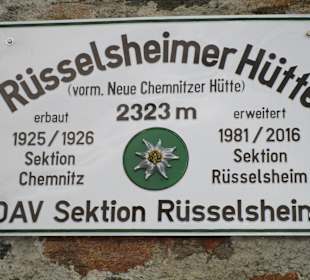 Rüsselsheimer Hütte
(vorm. Neue Chemnitzer Hütte)
2323 m
erbaut
1925/1926
Sektion
Chemnitz
erweitert
1981/2016
Sektion
Rüsselsheim
DAV Sektion Rüsselsheim